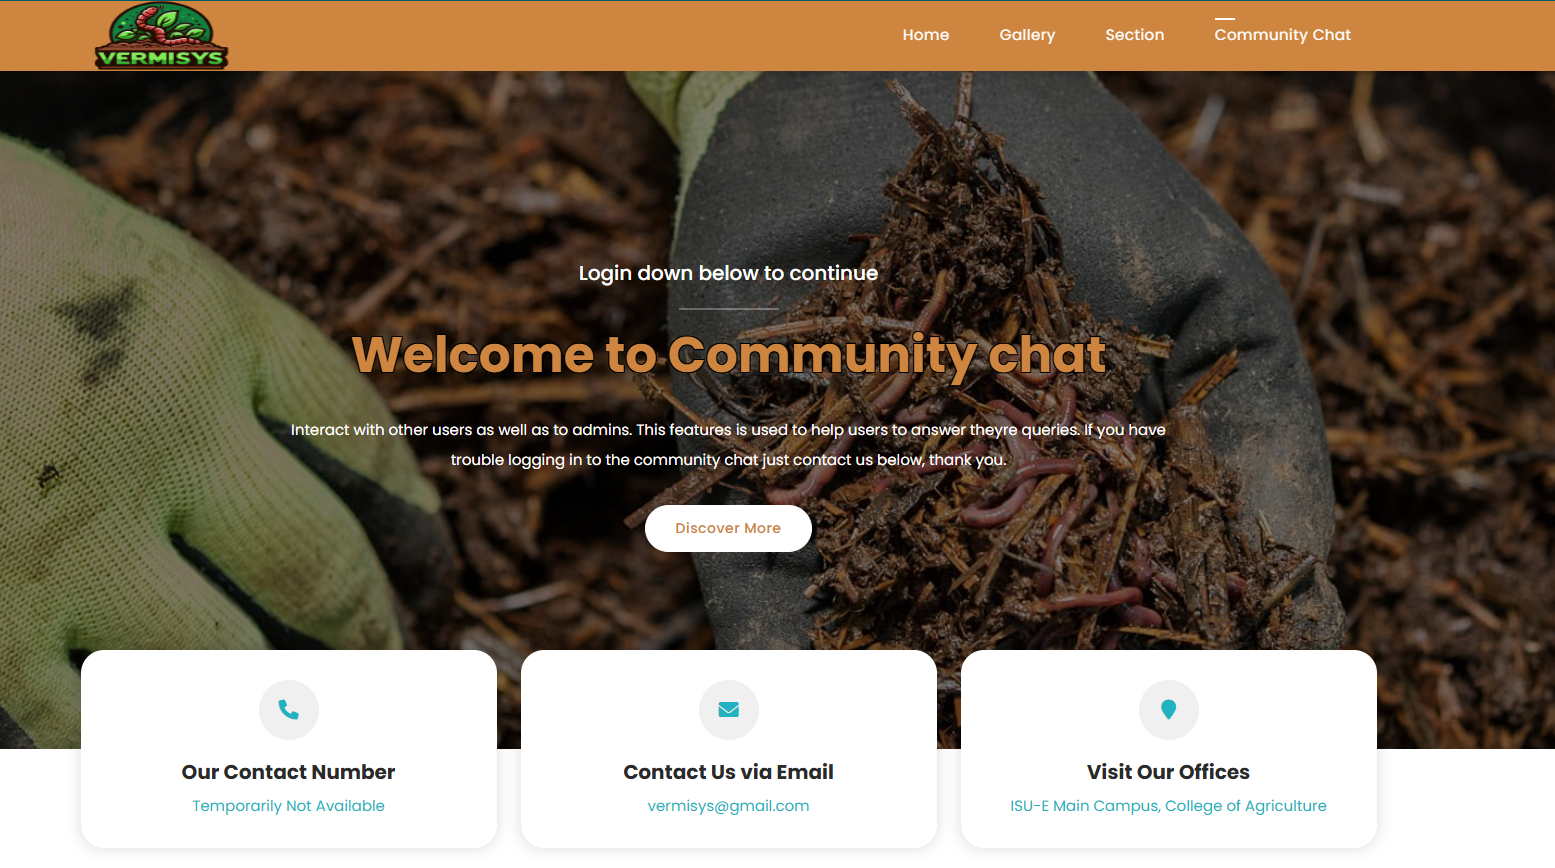 VERMISYS
Home
Gallery
Section
Community Chat
Login down below to continue
Welcome to Community chat
Interact with other users as well as to admins. This features is used to help users to answer theyre queries. If you have
trouble logging in to the community chat just contact us below, thank you.
Discover More
Our Contact Number
Temporarily Not Available
Contact Us via Email
vermisys@gmail.com
Visit Our Offices
ISU-E Main Campus, College of Agriculture